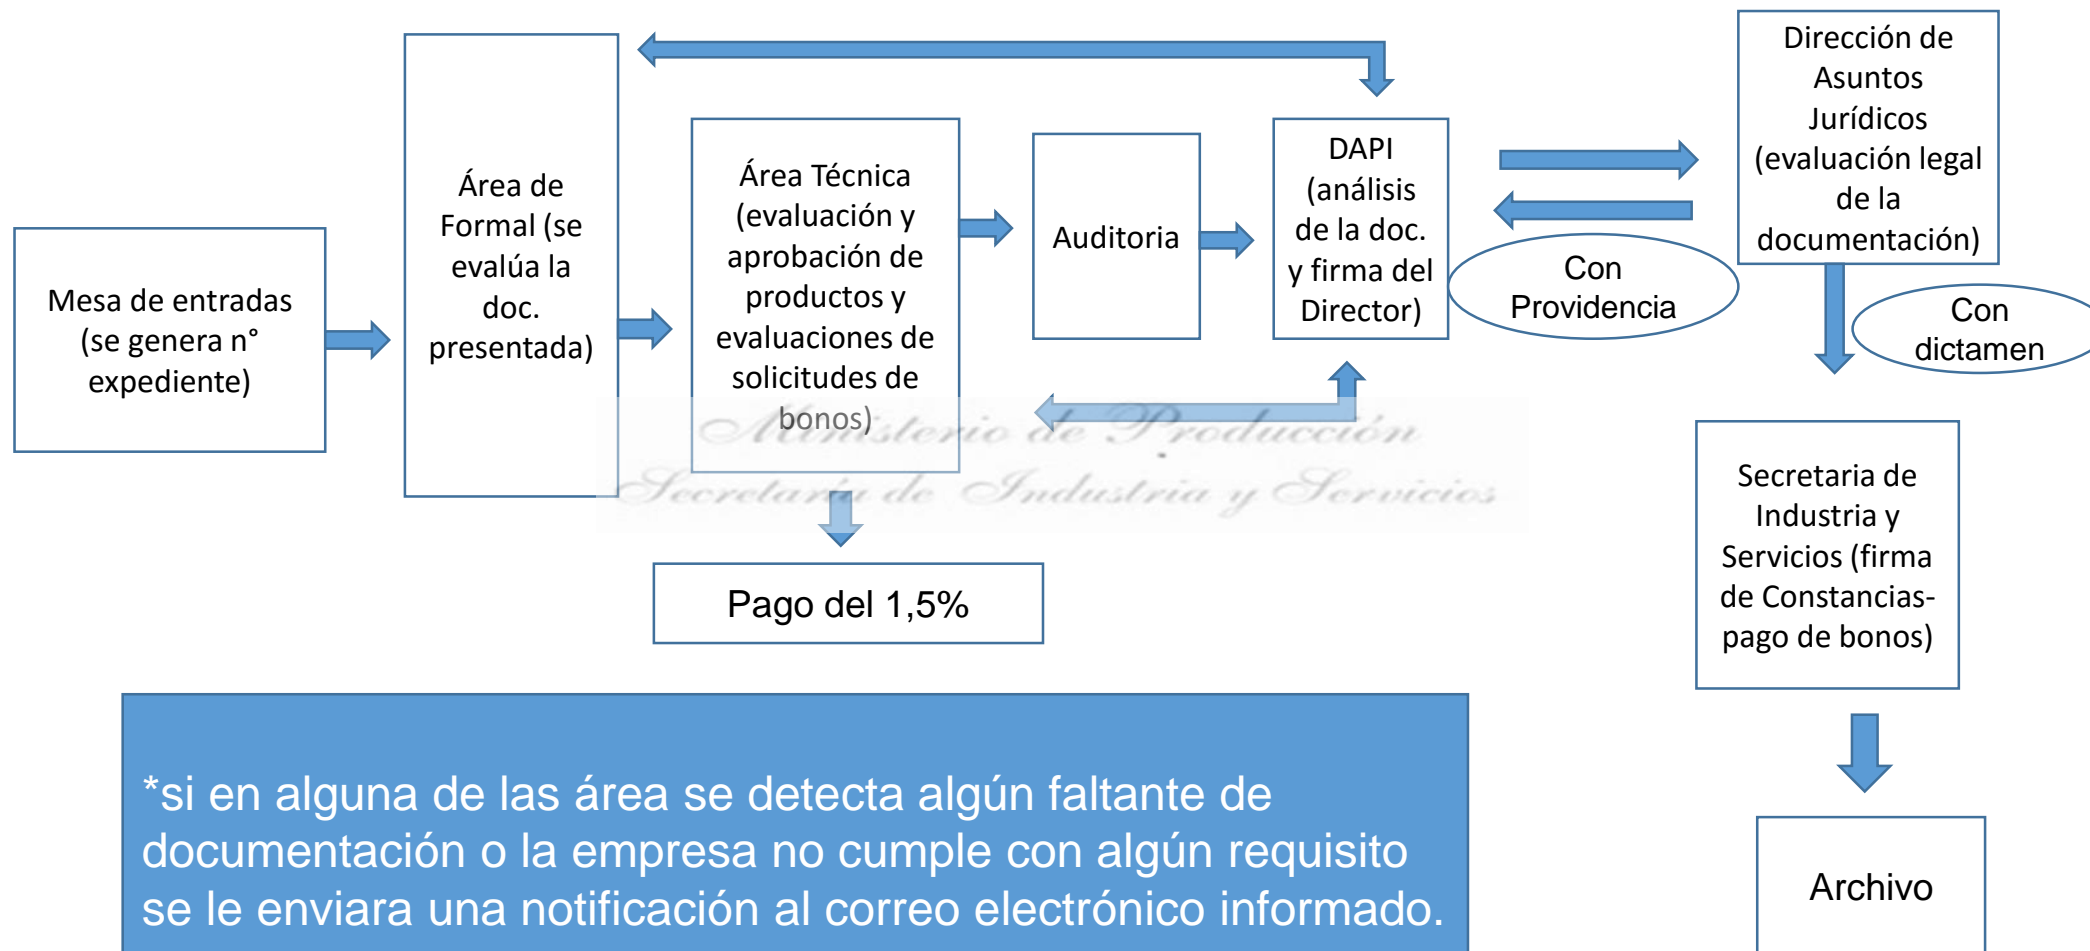 Mesa de entradas
(se genera n°
expediente)
Área de
Formal (se
evalúa la
doc.
presentada)
Área Técnica
(evaluación y
aprobación de
productos y
evaluaciones de
solicitudes de
bonos)
Auditoria
DAPI
(análisis
de la doc.
y firma del
Director)
Con
Providencia
Dirección de
Asuntos
Jurídicos
(evaluación legal
de la
documentación)
Con
dictamen
Ministerio de Producción
Secretaría de Industria y Servicios
Pago del 1,5%
Secretaria de
Industria y
Servicios (firma
de Constancias-
pago de bonos)
Archivo
*si en alguna de las área se detecta algún faltante de
documentación o la empresa no cumple con algún requisito
se le enviara una notificación al correo electrónico informado.